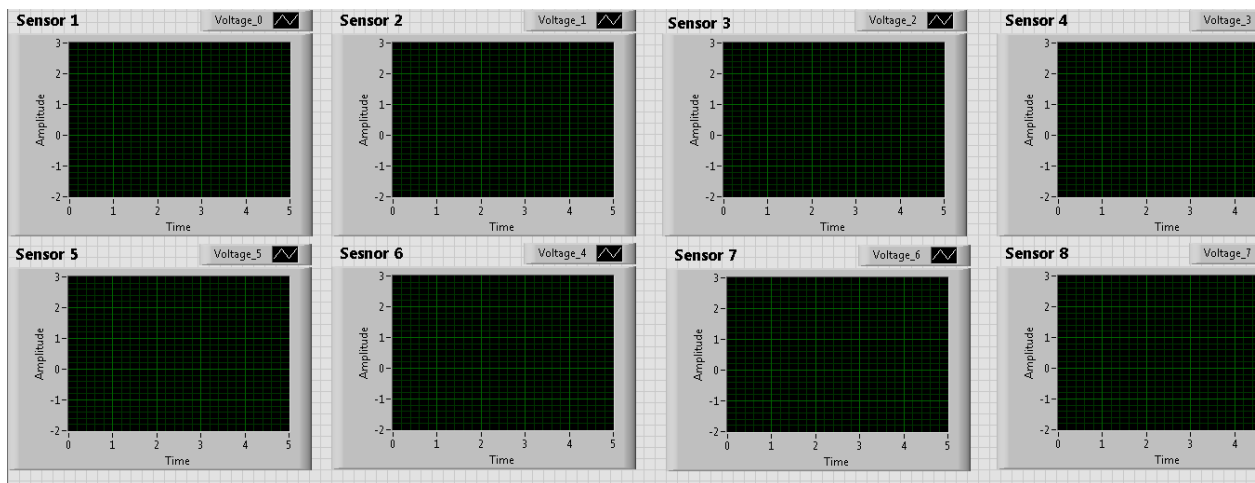 Sensor 1 Voltage_0
3
2
1
0
-1
-2
Amplitude
0 1 2 3 4 5
Time
Sensor 2 Voltage_1
3
2
1
0
-1
-2
Amplitude
0 1 2 3 4 5
Time
Sensor 3 Voltage_2
3
2
1
0
-1
-2
Amplitude
0 1 2 3 4 5
Time
Sensor 4 Voltage_3
3
2
1
0
-1
-2
Amplitude
0 1 2 3 4
Time
Sensor 5 Voltage_5
3
2
1
0
-1
-2
Amplitude
0 1 2 3 4 5
Time
Sesnor 6 Voltage_4
3
2
1
0
-1
-2
Amplitude
0 1 2 3 4 5
Time
Sensor 7 Voltage_6
3
2
1
0
-1
-2
Amplitude
0 1 2 3 4 5
Time
Sensor 8 Voltage_7
3
2
1
0
-1
-2
Amplitude
0 1 2 3 4
Time